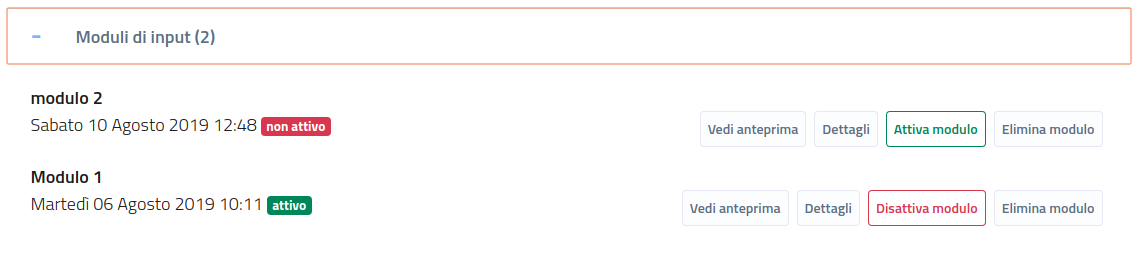 Moduli di input (2)
modulo 2
Sabato 10 Agosto 2019 12:48 non attivo
Vedi anteprima Dettagli Attiva modulo Elimina modulo
Modulo 1
Martedì 06 Agosto 2019 10:11 attivo
Vedi anteprima Dettagli Disattiva modulo Elimina modulo